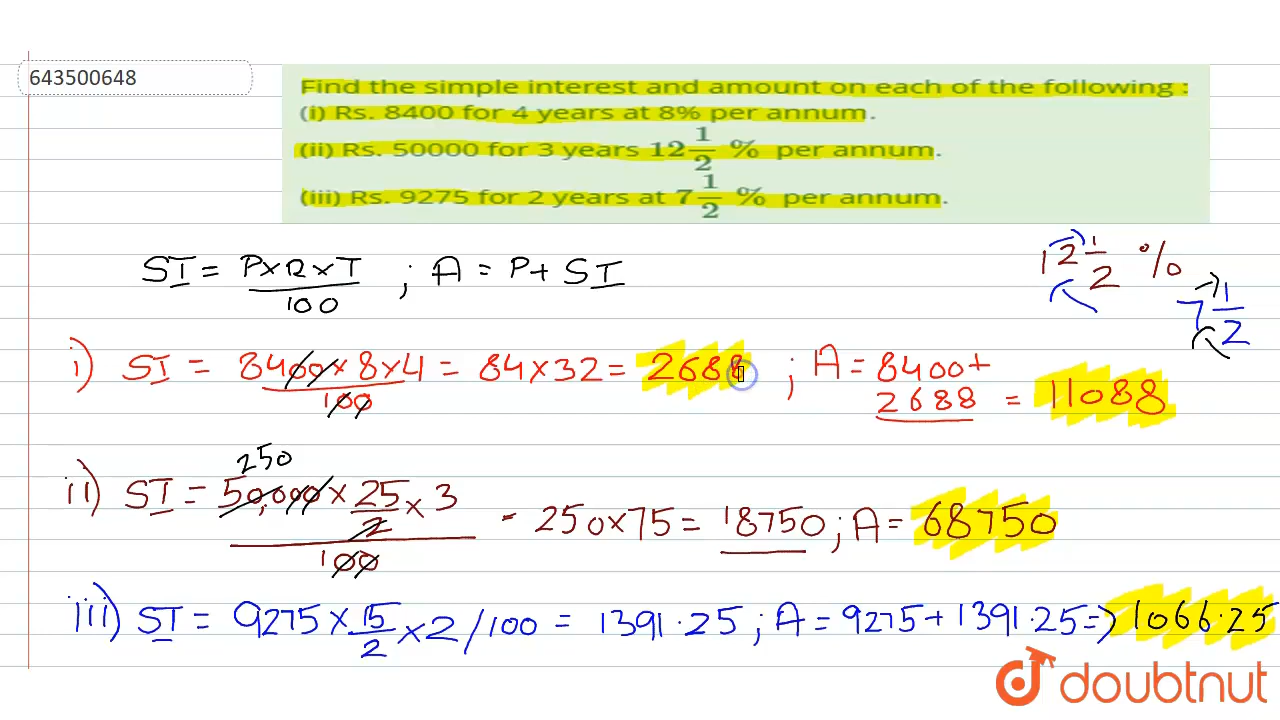 643500648
Find the simple interest and amount on each of the following :
(i) Rs. 8400 for 4 years at 8% per annum.
(ii) Rs. 50000 for 3 years 12 1/2 % per annum.
(iii) Rs. 9275 for 2 years at 7 1/2 % per annum.
12 1/2 %
7 1/2
SI = P×R×T/100 ; A = P+ SI
i) SI = 8400×8×4/100 = 84×32 = 2688 ; A = 8400+ 2688 = 11088
250
ii) SI = 50,000 × 25/2 × 3/100 - 250×75 = 18750 ; A = 68750
iii) SI = 9275 × 15/2 × 2 /100 = 1391.25 ; A = 9275+1391.25 => 1066.25
doubtnut